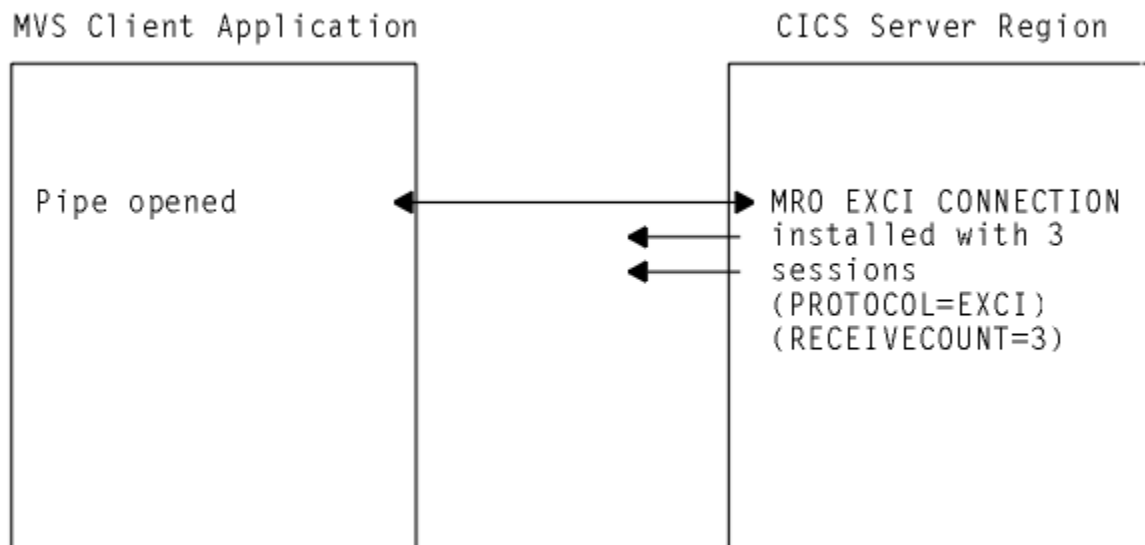 MVS Client Application
CICS Server Region
Pipe opened
MRO EXCI CONNECTION
installed with 3
sessions
(PROTOCOL=EXCI)
(RECEIVECOUNT=3)